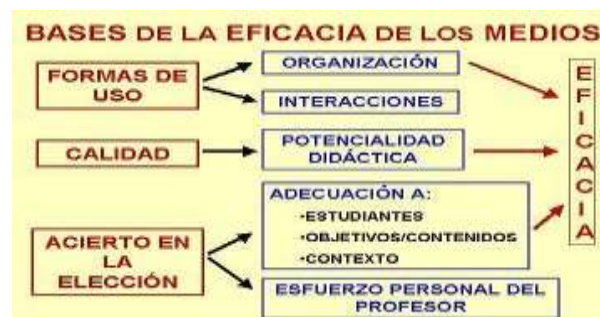 BASES DE LA EFICACIA DE LOS MEDIOS
FORMAS DE
USO
ORGANIZACIÓN
INTERACCIONES
CALIDAD
POTENCIALIDAD
DIDÁCTICA
ACIERTO EN
LA
ELECCIÓN
ADECUACIÓN A:
-ESTUDIANTES
-OBJETIVOS/CONTENIDOS
-CONTEXTO
ESFUERZO PERSONAL DEL
PROFESOR
EFICACIA